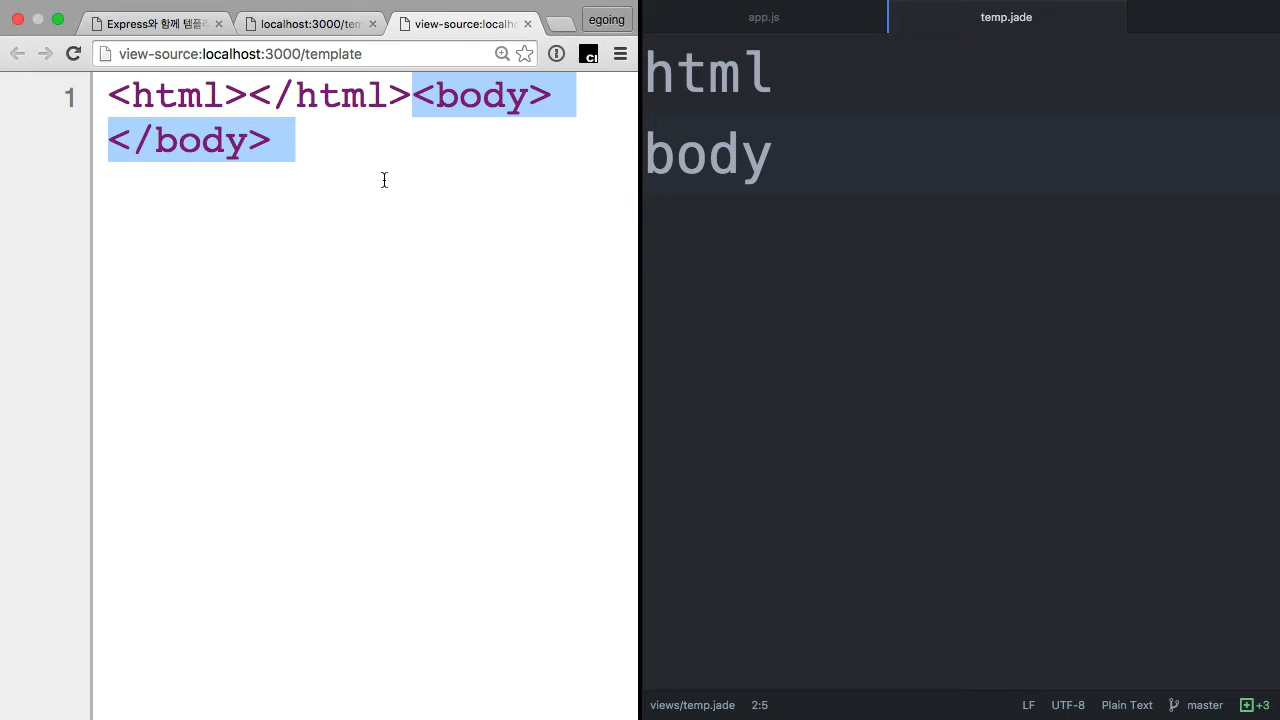 Express와 함께 템플리
localhost:3000/tem
view-source:localho
egoing
view-source:localhost:3000/template
1
<html></html><body>
</body>
app.js
temp.jade
html
body
views/temp.jade 2:5
LF UTF-8 Plain Text master +3